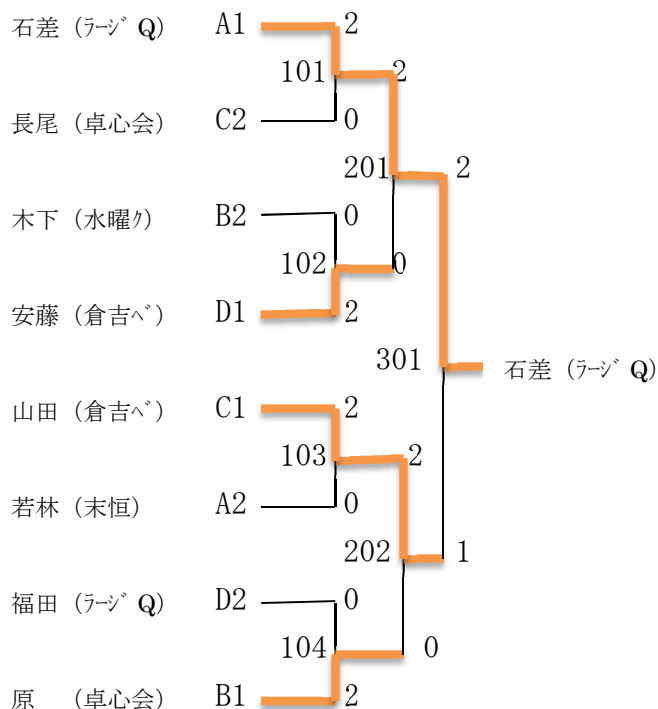 石差（ﾗｰｼﾞ Q） A1 2
101 2
長尾（卓心会） C2 0
201 2
木下（水曜ｸ） B2 0
102 0
安藤（倉吉ベ） D1 2
301 石差（ﾗｰｼﾞ Q）
山田（倉吉ベ） C1 2
103 2
若林（末恒） A2 0
202 1
福田（ﾗｰｼﾞ Q） D2 0
104 0
原　（卓心会） B1 2